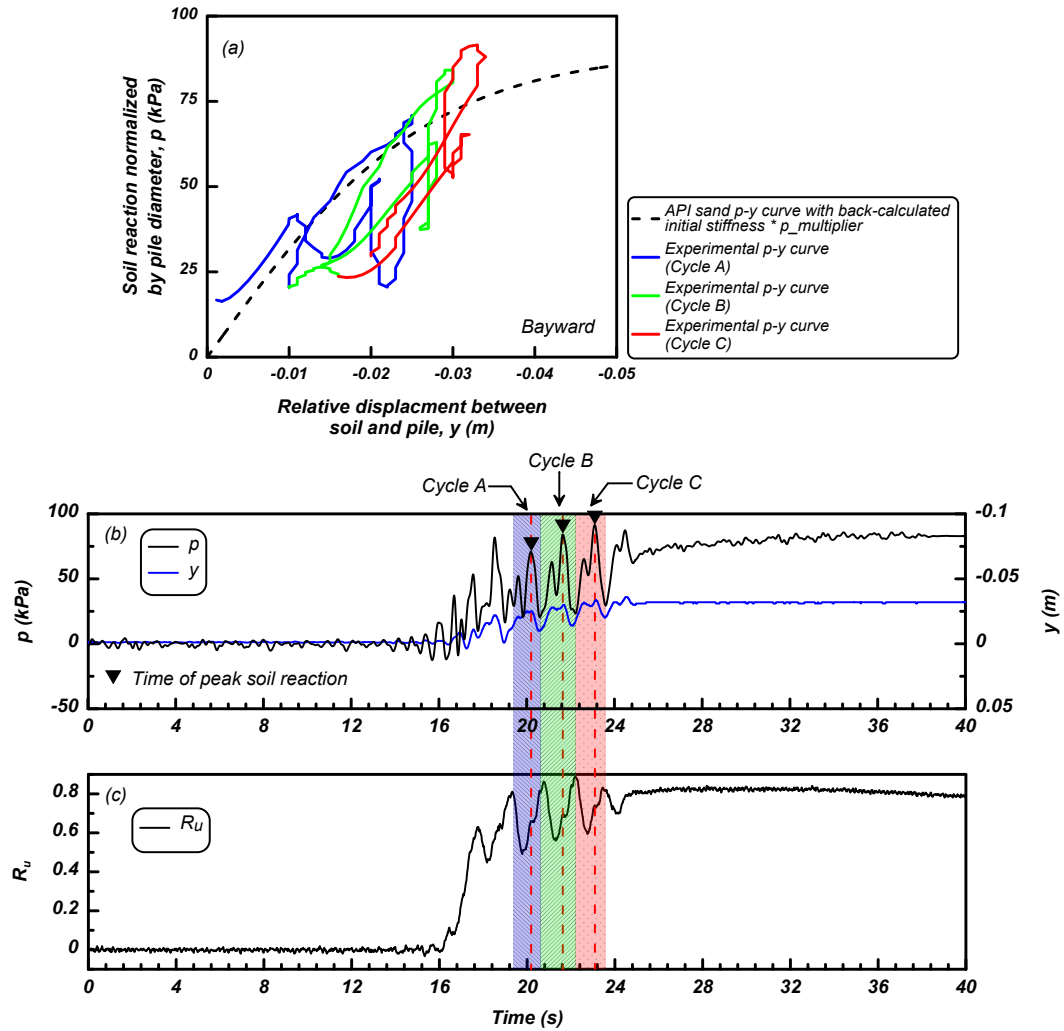 (a)
100
75
50
25
0
Soil reaction normalized
by pile diameter, p (kPa)
Bayward
0
-0.01
-0.02
-0.03
-0.04
-0.05
Relative displacment between
soil and pile, y (m)
API sand p-y curve with back-calculated
initial stiffness * p_multiplier
Experimental p-y curve
(Cycle A)
Experimental p-y curve
(Cycle B)
Experimental p-y curve
(Cycle C)
Cycle A
Cycle B
Cycle C
(b)
p
y
100
50
0
-50
p (kPa)
-0.1
-0.05
0
0.05
y (m)
Time of peak soil reaction
0 4 8 12 16 20 24 28 32 36 40
(c)
Ru
0.8
0.6
0.4
0.2
0
Ru
0 4 8 12 16 20 24 28 32 36 40
Time (s)